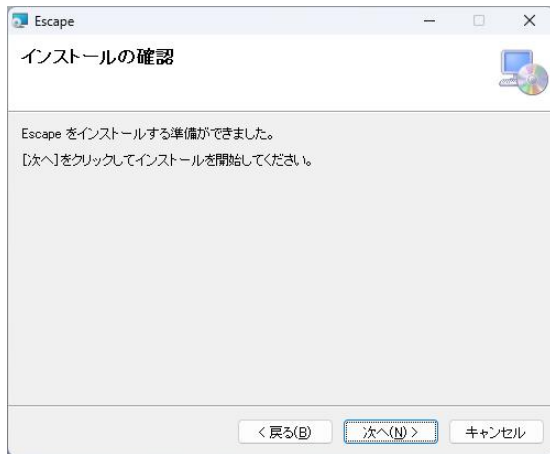 Escape
インストールの確認
Escape をインストールする準備ができました。
[次へ]をクリックしてインストールを開始してください。
< 戻る(B)
次へ(N) >
キャンセル